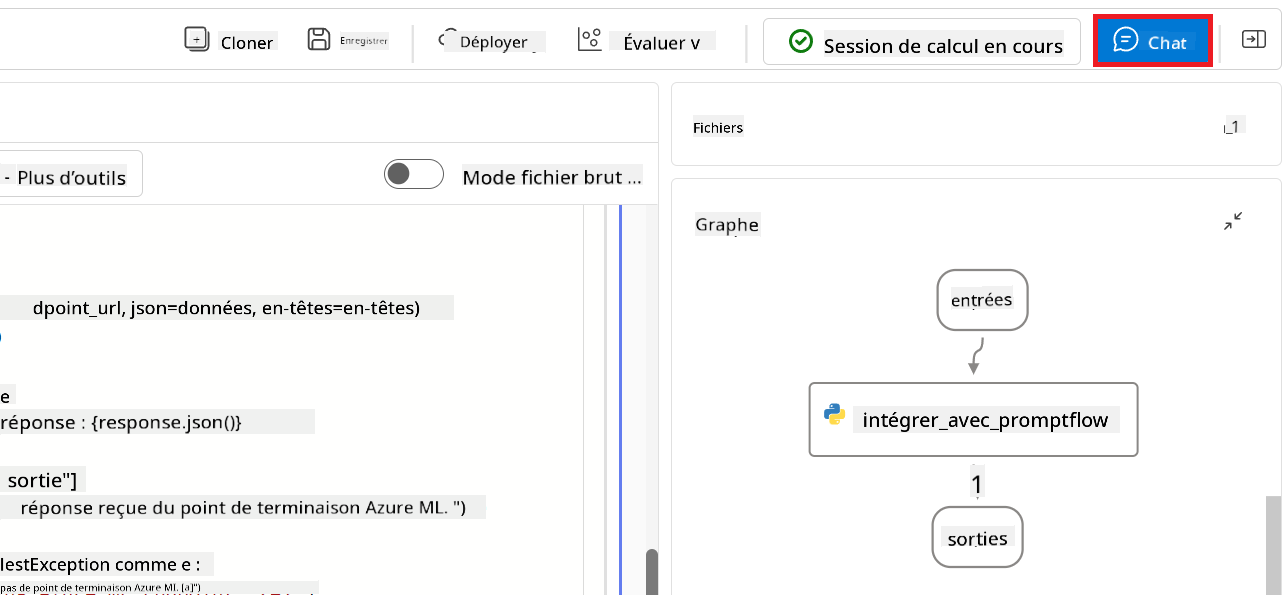 Cloner
Enregistrer
Déployer
Évaluer v
Session de calcul en cours
Chat
Fichiers
- Plus d’outils
Mode fichier brut ...
Graphe
entrées
dpoint_url, json=données, en-têtes=en-têtes)
e
réponse : {response.json()}
intégrer_avec_promptflow
sortie"]
1
réponse reçue du point de terminaison Azure ML. ")
sorties
lestException comme e :
pas de point de terminaison Azure ML